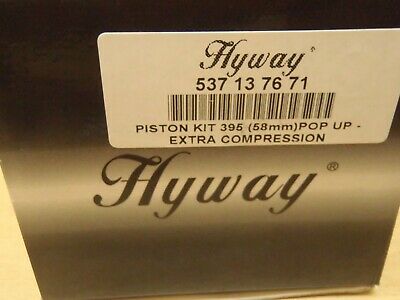 Hyway ®
537 13 76 71
PISTON KIT 395 (58mm)POP UP -
EXTRA COMPRESSION
Hyway ®